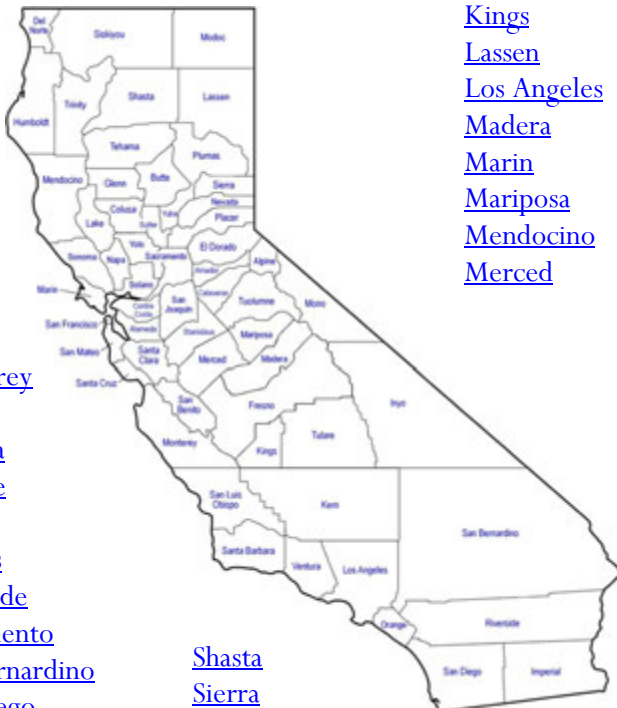 Kings
Lassen
Los Angeles
Madera
Marin
Mariposa
Mendocino
Merced
Del Norte
Siskiyou
Modoc
Humboldt
Trinity
Shasta
Lassen
Tehama
Plumas
Mendocino
Glenn
Butte
Sierra
Nevada
Colusa
Yuba
Placer
Lake
Sutter
Yolo
El Dorado
Sonoma
Napa
Sacramento
Alpine
Amador
Solano
Marin
Calaveras
Contra Costa
San Joaquin
Tuolumne
Mono
San Francisco
Alameda
Stanislaus
Mariposa
San Mateo
Santa Clara
Merced
Madera
Santa Cruz
San Benito
Fresno
Inyo
Monterey
Kings
Tulare
San Luis Obispo
Kern
San Bernardino
Santa Barbara
Ventura
Los Angeles
Orange
Riverside
San Diego
Imperial
rey
a
e
s
de
ento
rnardino
ego
Shasta
Sierra